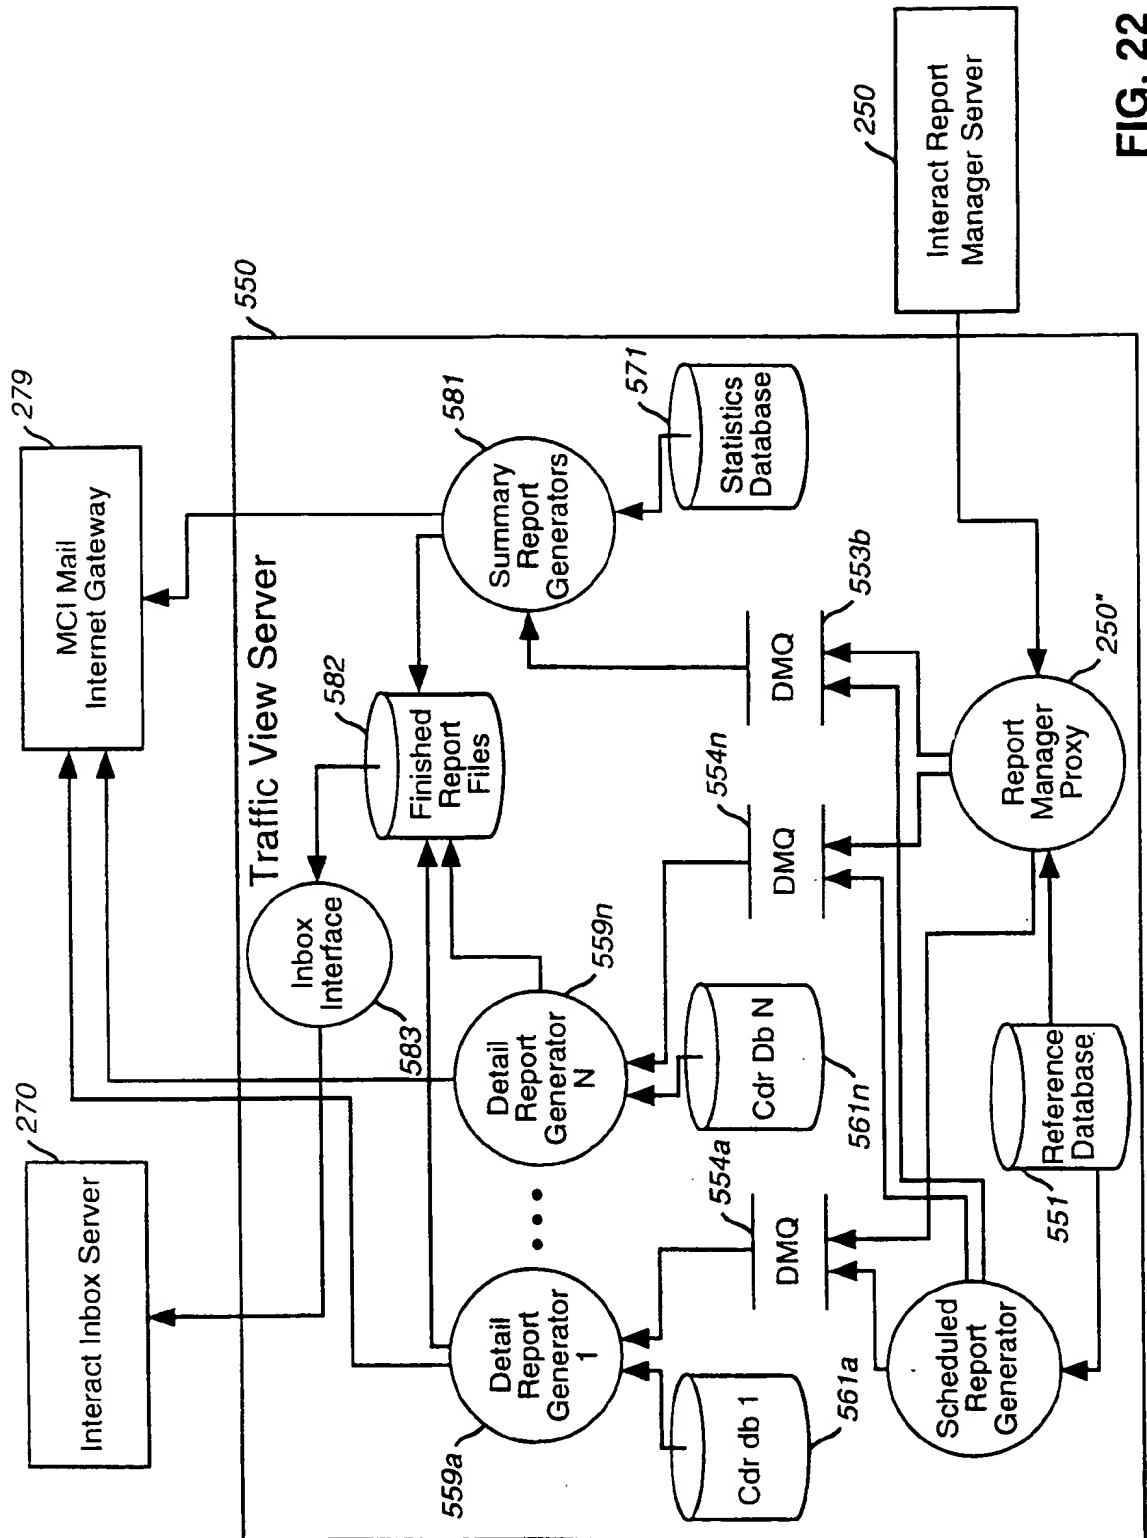 270
Interact Inbox Server
279
MCI Mail
Internet Gateway
550
Traffic View Server
Inbox
Interface
583
582
Finished
Report
Files
581
Summary
Report
Generators
571
Statistics
Database
559a
Detail
Report
Generator
1
559n
Detail
Report
Generator
N
Cdr db 1
561a
Cdr Db N
561n
554a
DMQ
554n
DMQ
553b
DMQ
Scheduled
Report
Generator
551
Reference
Database
250"
Report
Manager
Proxy
250
Interact Report
Manager Server
FIG. 22